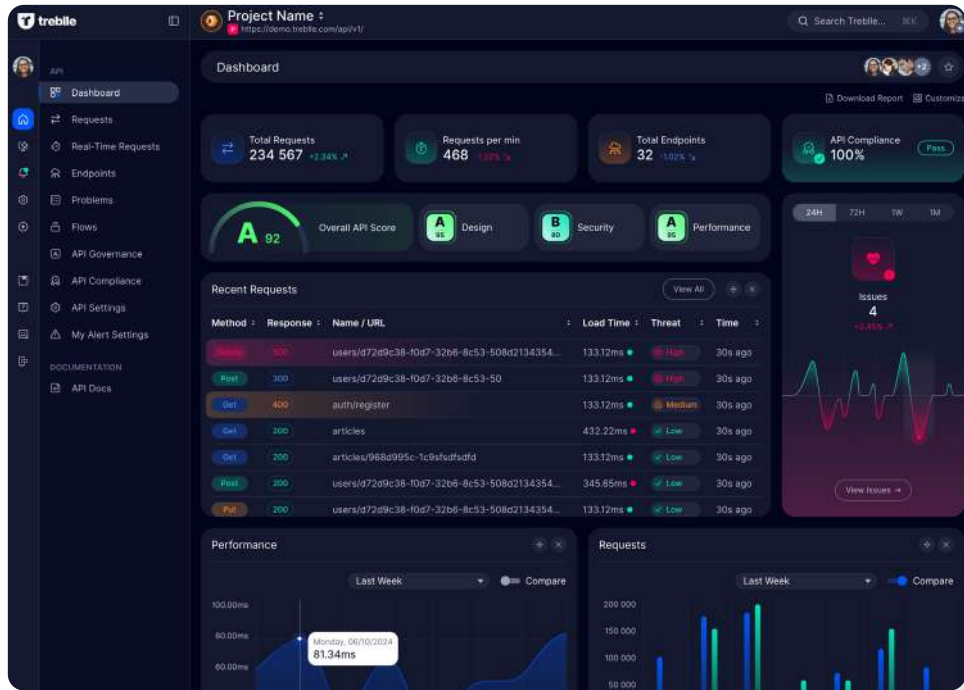 treblle
Project Name
https://demo.treblle.com/api/v1/
Search Treblle... ⌘K
API
Dashboard
Requests
Real-Time Requests
Endpoints
Problems
Flows
API Governance
API Compliance
API Settings
My Alert Settings
DOCUMENTATION
API Docs
Dashboard
+2
Download Report
Customize
Total Requests
234 567 +2.34%
Requests per min
468
Total Endpoints
32 -1.02%
API Compliance
100%
Pass
A 92
Overall API Score
A
95
Design
B
80
Security
A
95
Performance
24H 72H 1W 1M
Issues
4
+3.45%
View Issues →
Recent Requests
View All
Method Response Name / URL Load Time Threat Time
500 users/d72d9c38-f0d7-32b6-8c53-508d2134354... 133.12ms High 30s ago
Post 300 users/d72d9c38-f0d7-32b6-8c53-50 133.12ms High 30s ago
Get 400 auth/register 133.12ms Medium 30s ago
Get 200 articles 432.22ms Low 30s ago
Get 200 articles/968d995c-1c9sfsdfsdfd 133.12ms Low 30s ago
Post 200 users/d72d9c38-f0d7-32b6-8c53-508d2134354... 345.65ms Low 30s ago
Put 200 users/d72d9c38-f0d7-32b6-8c53-508d2134354... 133.12ms Low 30s ago
Performance
Last Week
Compare
100.00ms
80.00ms
60.00ms
Monday, 06/10/2024
81.34ms
Requests
Last Week
Compare
200 000
150 000
100 000
50 000